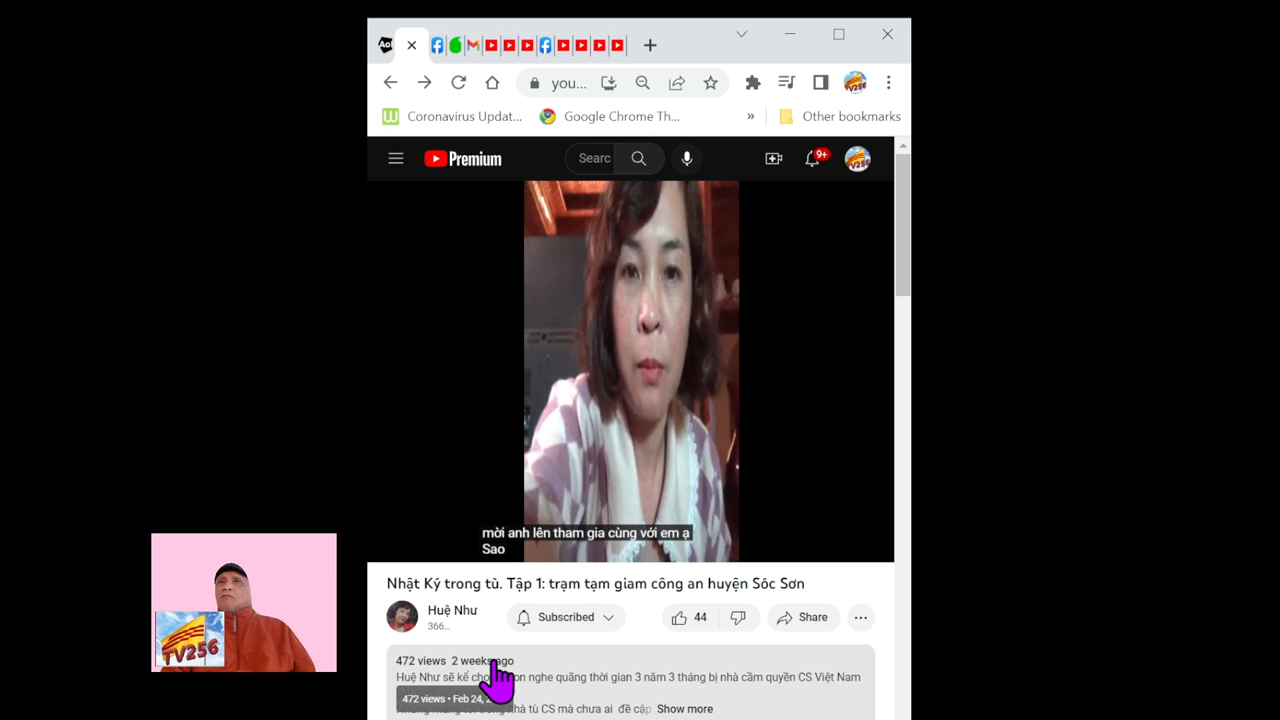 you...
Coronavirus Updat...
Google Chrome Th...
»
Other bookmarks
Premium
Searc
9+
mời anh lên tham gia cùng với em ạ
Sao
Nhật Ký trong tù. Tập 1: trạm tạm giam công an huyện Sóc Sơn
Huệ Như
366...
Subscribed
44
Share
472 views 2 weeks ago
Huệ Như sẽ kể cho on nghe quãng thời gian 3 năm 3 tháng bị nhà cầm quyền CS Việt Nam
472 views • Feb 24, 2
nhà tù CS mà chưa ai đề cập Show more
TV256